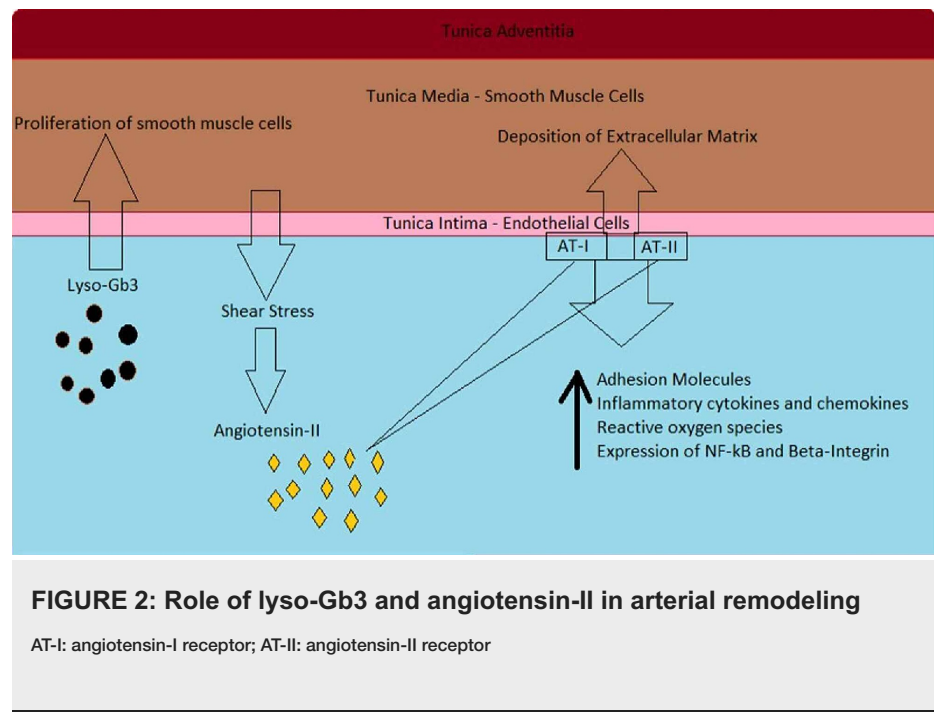 Tunica Adventitia
Tunica Media - Smooth Muscle Cells
Proliferation of smooth muscle cells
Deposition of Extracellular Matrix
Tunica Intima - Endothelial Cells
AT-I
AT-II
Lyso-Gb3
Shear Stress
Angiotensin-II
Adhesion Molecules
Inflammatory cytokines and chemokines
Reactive oxygen species
Expression of NF-kB and Beta-Integrin
FIGURE 2: Role of lyso-Gb3 and angiotensin-II in arterial remodeling
AT-I: angiotensin-I receptor; AT-II: angiotensin-II receptor